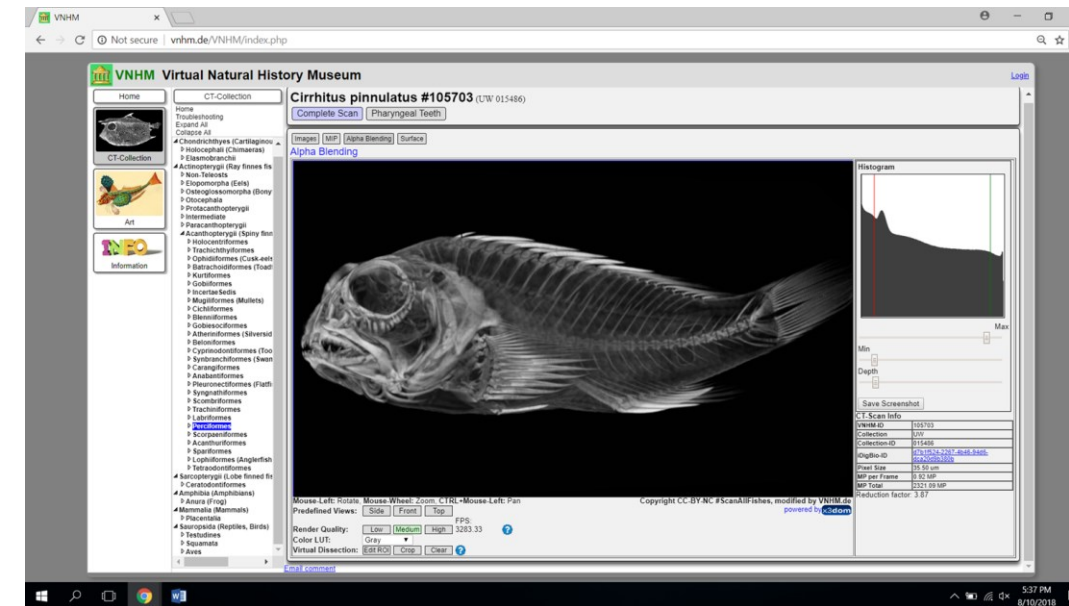 VNHM
Not secure | vnhm.de/VNHM/index.php
VNHM Virtual Natural History Museum
Login
Home
CT-Collection
Art
INFO
Information
CT-Collection
Home
Troubleshooting
Expand All
Collapse All
Chondrichthyes (Cartilaginou
Holocephali (Chimaeras)
Elasmobranchii
Actinopterygii (Ray finnes fis
Non-Teleosts
Elopomorpha (Eels)
Osteoglossomorpha (Bony
Otocephala
Protacanthopterygii
Intermediate
Paracanthopterygii
Acanthopterygii (Spiny finn
Holocentriformes
Trachichthyiformes
Ophidiiformes (Cusk-eels
Batrachoidiformes (Toad
Kurtiformes
Gobiiformes
IncertaeSedis
Mugiliformes (Mullets)
Cichliformes
Blenniiformes
Gobiesociformes
Atheriniformes (Silversid
Beloniformes
Cyprinodontiformes (Too
Synbranchiformes (Swan
Carangiformes
Anabantiformes
Pleuronectiformes (Flatfi
Syngnathiformes
Scombriformes
Trachiniformes
Labriformes
Perciformes
Scorpaeniformes
Acanthuriformes
Spariformes
Lophiiformes (Anglerfish
Tetraodontiformes
Sarcopterygii (Lobe finned fis
Ceratodontiformes
Amphibia (Amphibians)
Anura (Frog)
Mammalia (Mammals)
Placentalia
Sauropsida (Reptiles, Birds)
Testudines
Squamata
Aves
Cirrhitus pinnulatus #105703 (UW 015486)
Complete Scan Pharyngeal Teeth
Images MIP Alpha Blending Surface
Alpha Blending
Histogram
Max
Min
Depth
Save Screenshot
CT-Scan Info
VNHM-ID 105703
Collection UW
Collection-ID 015486
iDigBio-ID
Pixel Size 35.50 um
MP per Frame 0.92 MP
MP Total 2321.09 MP
Reduction factor: 3.87
Mouse-Left: Rotate, Mouse-Wheel: Zoom, CTRL+Mouse-Left: Pan
Copyright CC-BY-NC #ScanAllFishes, modified by VNHM.de
Predefined Views: Side Front Top
powered by x3dom
FPS:
Render Quality: Low Medium High 3283.33 ?
Color LUT: Gray
Virtual Dissection: Edit ROI Crop Clear ?
Email comment
5:37 PM
8/10/2018